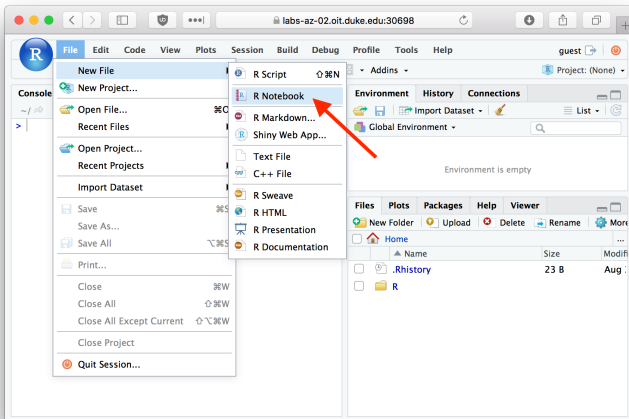 labs-az-02.oit.duke.edu:30698
R
File Edit Code View Plots Session Build Debug Profile Tools Help guest
Addins Project: (None)
New File
New Project...
Open File... ⌘O
Recent Files
Open Project...
Recent Projects
Import Dataset
Save ⌘S
Save As...
Save All ⌥⌘S
Print...
Close ⌘W
Close All ⇧⌘W
Close All Except Current ⇧⌥⌘W
Close Project
Quit Session...
R Script ⇧⌘N
R Notebook
R Markdown...
Shiny Web App...
Text File
C++ File
R Sweave
R HTML
R Presentation
R Documentation
Console
~/
>
Environment History Connections
Import Dataset List
Global Environment
Environment is empty
Files Plots Packages Help Viewer
New Folder Upload Delete Rename More
Home ...
Name Size Modifi
.Rhistory 23 B Aug
R